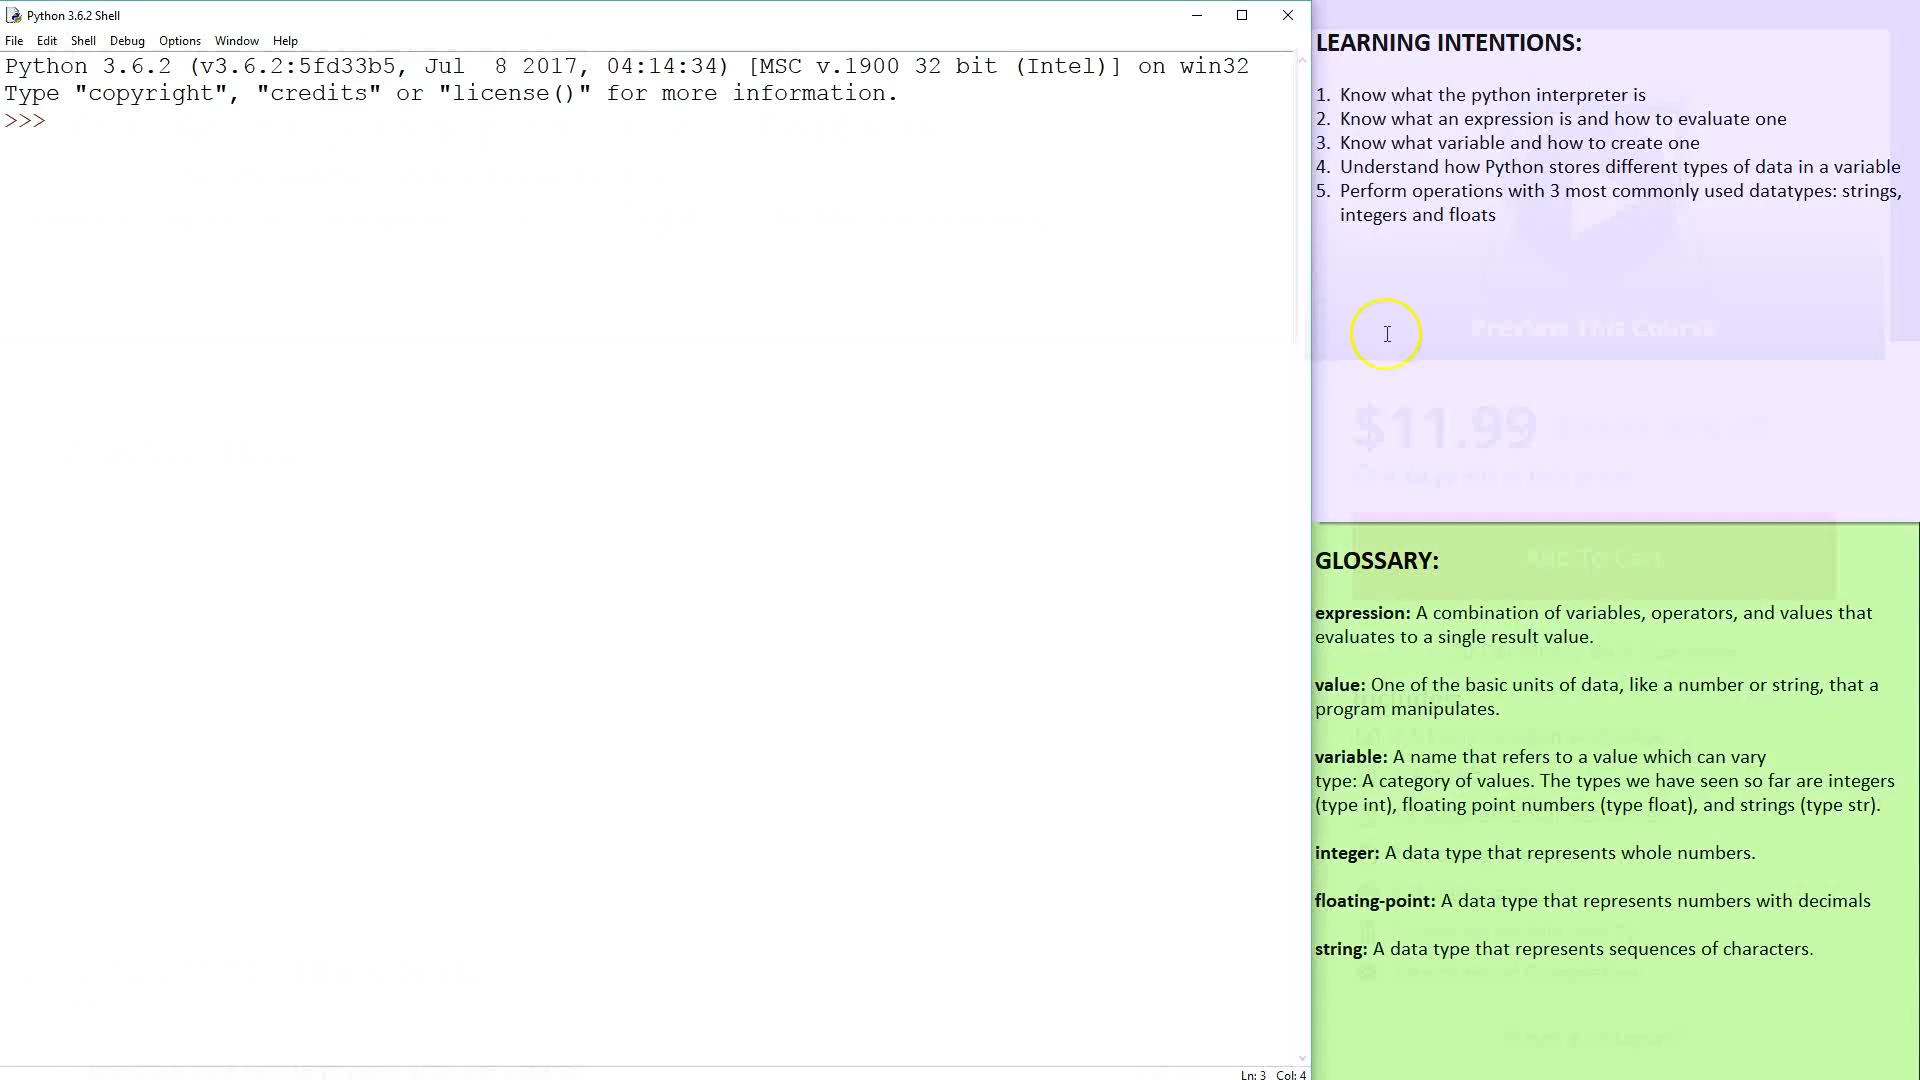 Python 3.6.2 Shell
File Edit Shell Debug Options Window Help
Python 3.6.2 (v3.6.2:5fd33b5, Jul  8 2017, 04:14:34) [MSC v.1900 32 bit (Intel)] on win32
Type "copyright", "credits" or "license()" for more information.
>>>
Ln: 3 Col: 4
LEARNING INTENTIONS:
1. Know what the python interpreter is
2. Know what an expression is and how to evaluate one
3. Know what variable and how to create one
4. Understand how Python stores different types of data in a variable
5. Perform operations with 3 most commonly used datatypes: strings,
integers and floats
Preview This Course
$11.99
Add To Cart
GLOSSARY:
expression: A combination of variables, operators, and values that
evaluates to a single result value.
value: One of the basic units of data, like a number or string, that a
program manipulates.
variable: A name that refers to a value which can vary
type: A category of values. The types we have seen so far are integers
(type int), floating point numbers (type float), and strings (type str).
integer: A data type that represents whole numbers.
floating-point: A data type that represents numbers with decimals
string: A data type that represents sequences of characters.